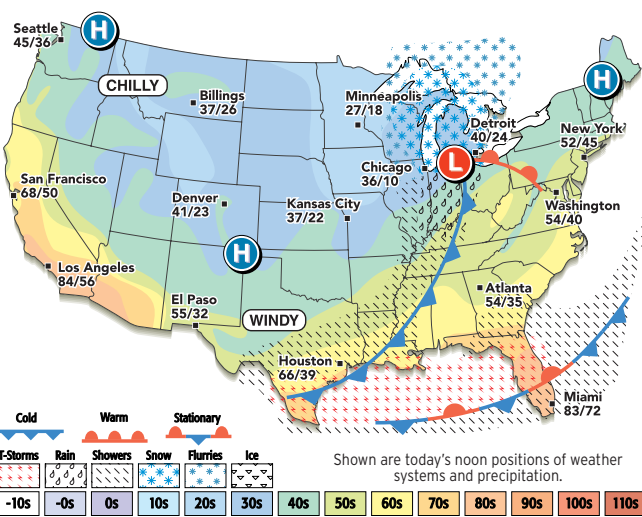 Seattle
45/36
H
CHILLY
Billings
37/26
Minneapolis
27/18
H
Detroit
40/24
New York
52/45
L
Chicago
36/10
San Francisco
68/50
Denver
41/23
Kansas City
37/22
Washington
54/40
H
Los Angeles
84/56
El Paso
55/32
WINDY
Atlanta
54/35
Houston
66/39
Miami
83/72
Cold Warm Stationary
T-Storms Rain Showers Snow Flurries Ice
Shown are today's noon positions of weather
systems and precipitation.
-10s -0s 0s 10s 20s 30s 40s 50s 60s 70s 80s 90s 100s 110s